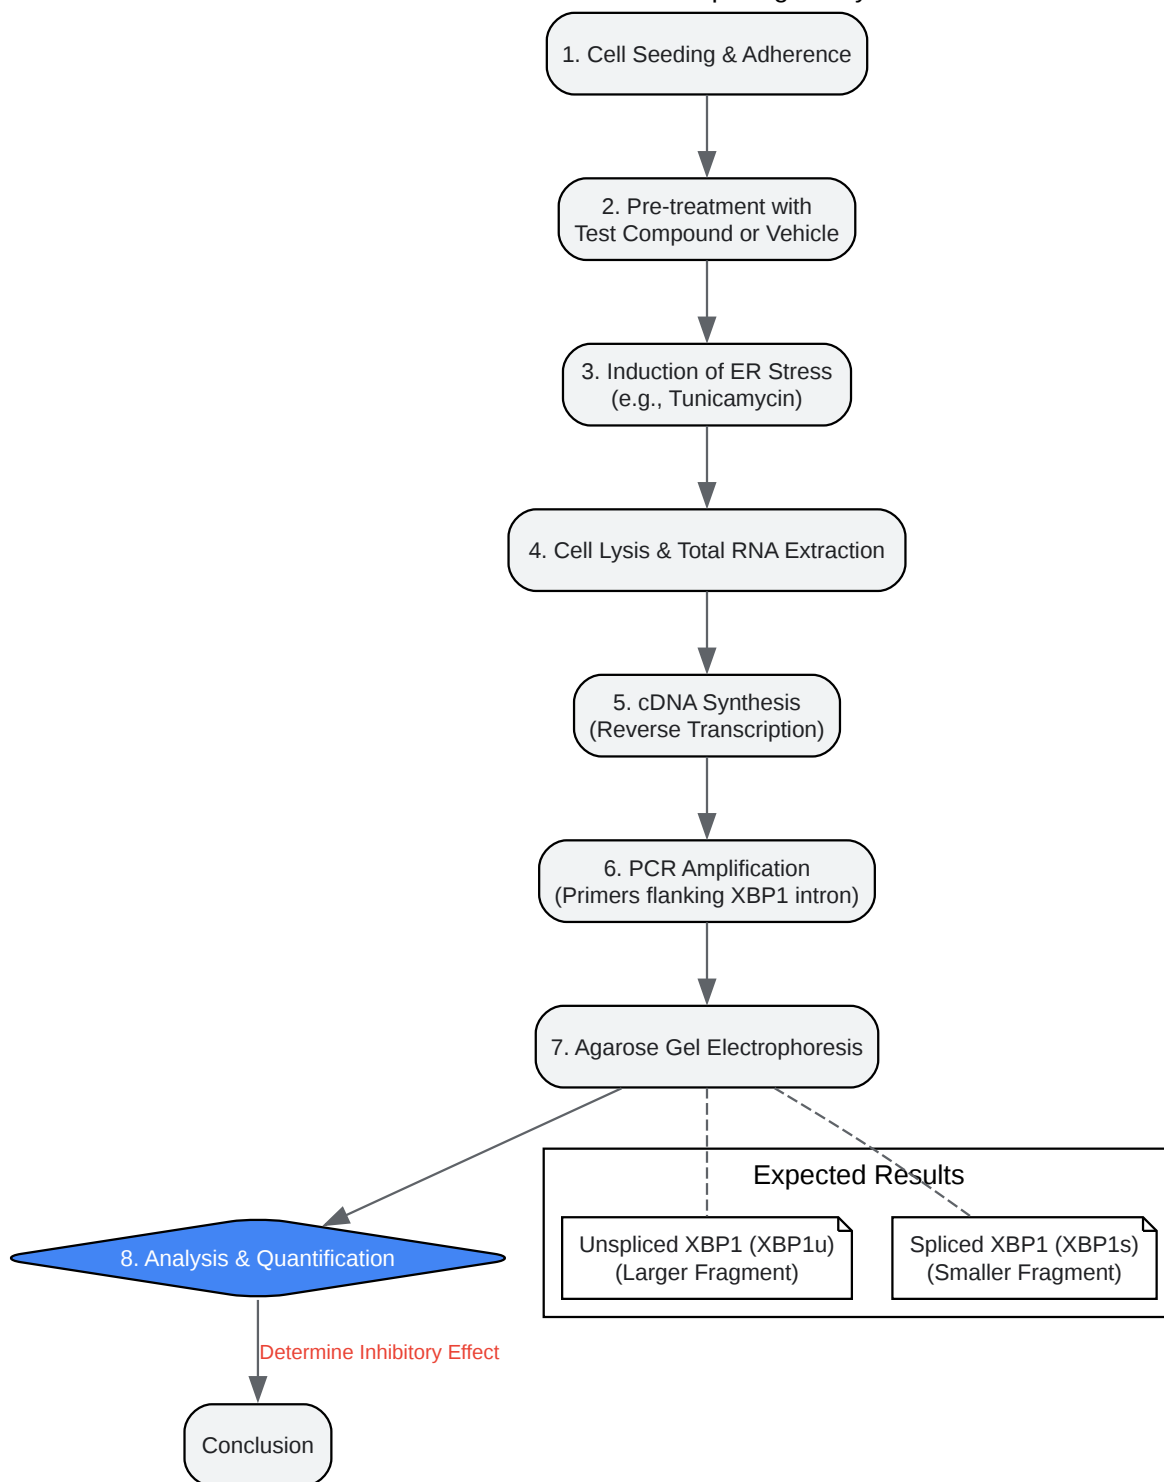 1. Cell Seeding & Adherence
2. Pre-treatment with
Test Compound or Vehicle
3. Induction of ER Stress
(e.g., Tunicamycin)
4. Cell Lysis & Total RNA Extraction
5. cDNA Synthesis
(Reverse Transcription)
6. PCR Amplification
(Primers flanking XBP1 intron)
7. Agarose Gel Electrophoresis
Expected Results
Unspliced XBP1 (XBP1u)
(Larger Fragment)
Spliced XBP1 (XBP1s)
(Smaller Fragment)
8. Analysis & Quantification
Determine Inhibitory Effect
Conclusion